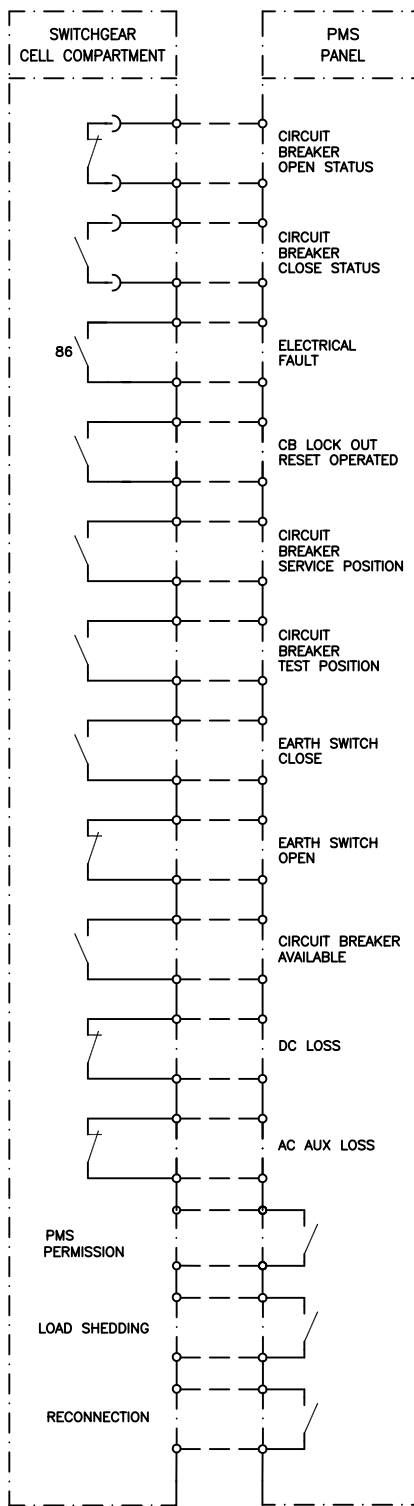 SWITCHGEAR
CELL COMPARTMENT
PMS
PANEL
CIRCUIT
BREAKER
OPEN STATUS
CIRCUIT
BREAKER
CLOSE STATUS
86
ELECTRICAL
FAULT
CB LOCK OUT
RESET OPERATED
CIRCUIT
BREAKER
SERVICE POSITION
CIRCUIT
BREAKER
TEST POSITION
EARTH SWITCH
CLOSE
EARTH SWITCH
OPEN
CIRCUIT BREAKER
AVAILABLE
DC LOSS
AC AUX LOSS
PMS
PERMISSION
LOAD SHEDDING
RECONNECTION